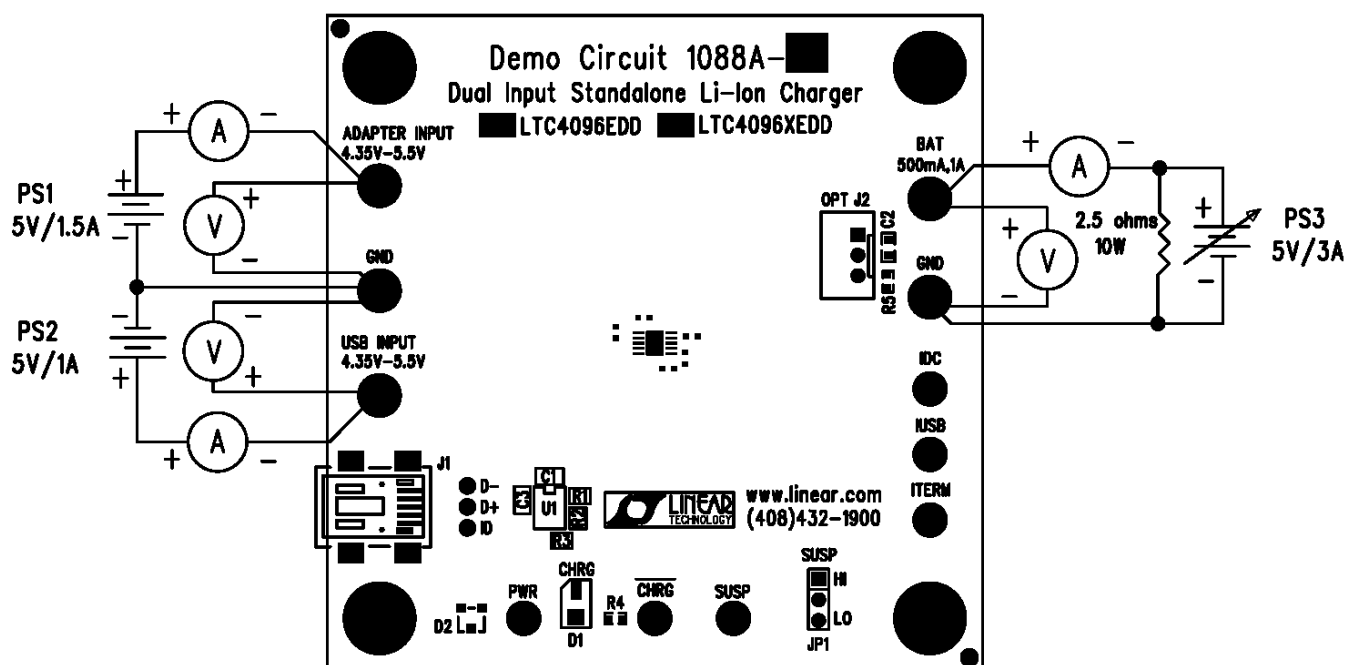 Demo Circuit 1088A-
Dual Input Standalone Li-Ion Charger
LTC4096EDD LTC4096XEDD
+ A -
ADAPTER INPUT
4.35V-5.5V
PS1
5V/1.5A
+
-
+
V
-
GND
-
V
+
PS2
5V/1A
-
+
USB INPUT
4.35V-5.5V
+ A -
BAT
500mA,1A
+ A -
OPT J2
C2
R5
GND
+
V
-
2.5 ohms
10W
+
-
PS3
5V/3A
IDC
IUSB
ITERM
J1
D-
D+
ID
C1
C3
U1
R1
R2
R3
LINEAR
TECHNOLOGY
www.linear.com
(408)432-1900
SUSP
HI
LO
JP1
D2
PWR
CHRG
D1
R4
CHRG
SUSP